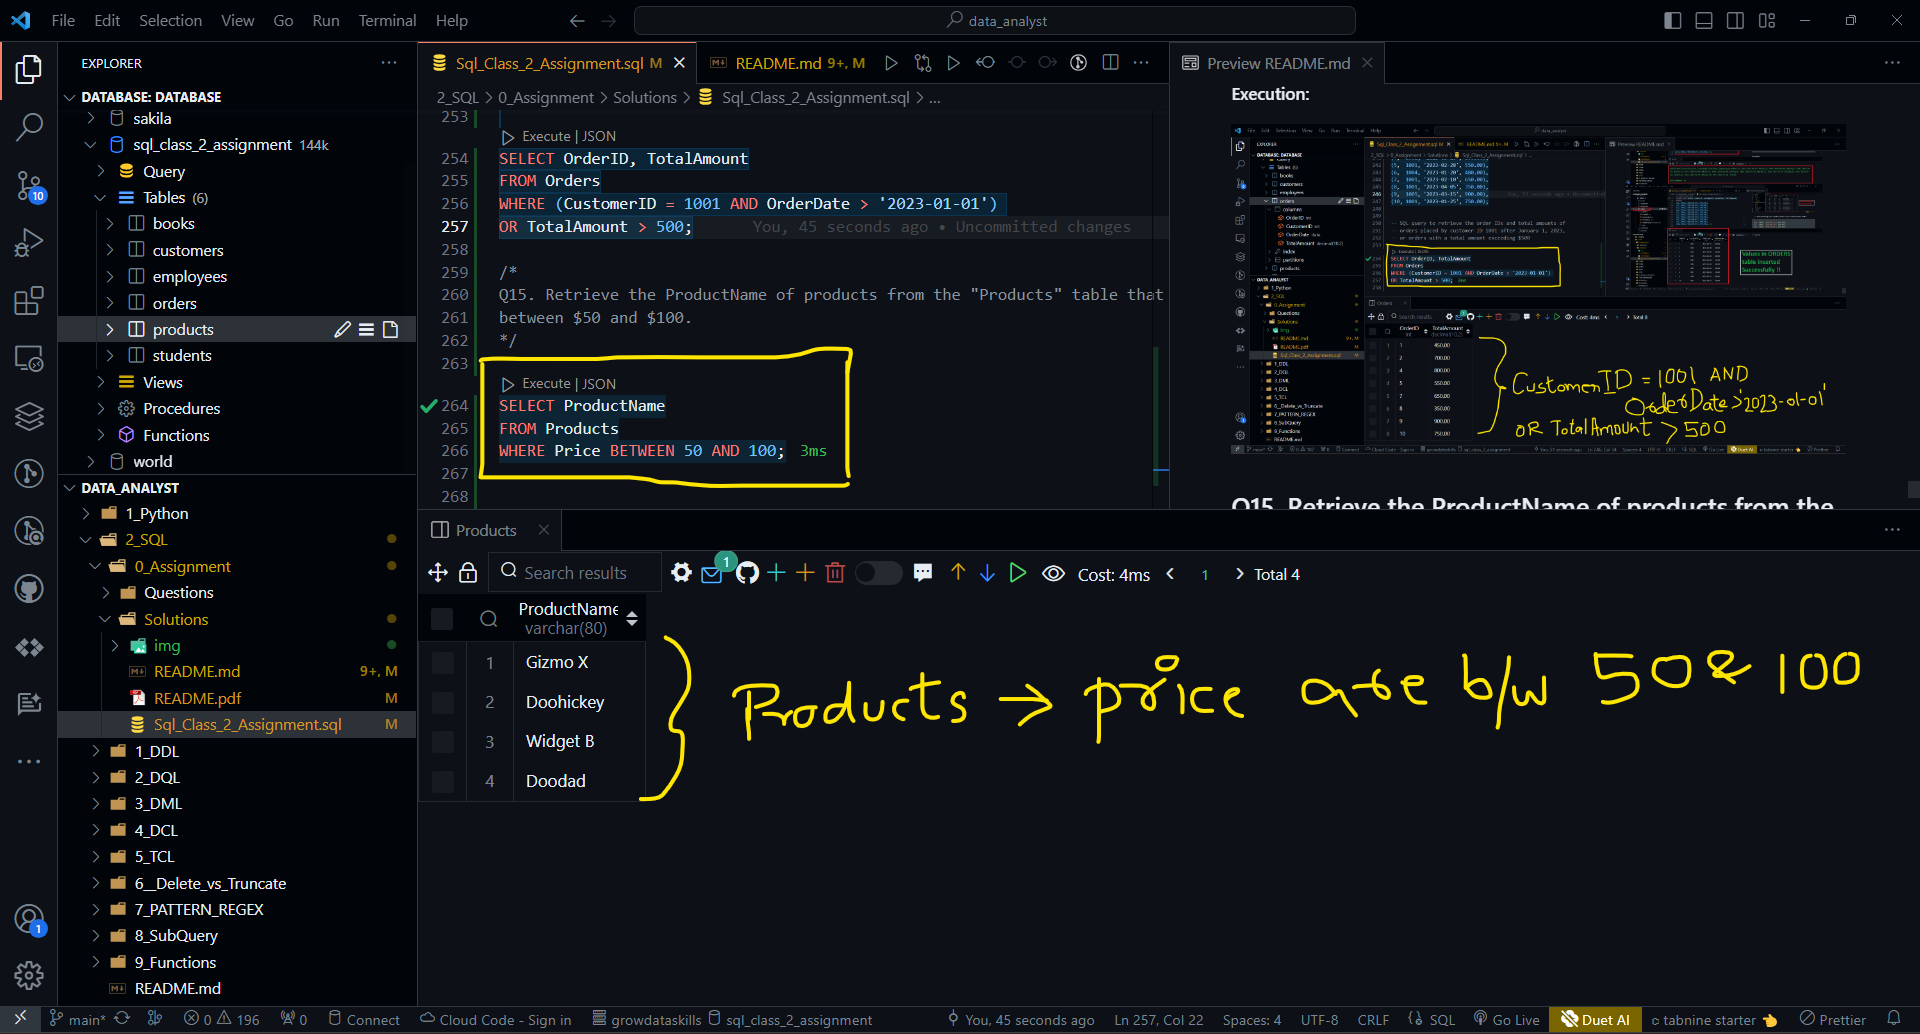 File Edit Selection View Go Run Terminal Help
data_analyst
EXPLORER
DATABASE: DATABASE
sakila
sql_class_2_assignment 144k
Query
Tables (6)
books
customers
employees
orders
products
students
Views
Procedures
Functions
world
DATA_ANALYST
1_Python
2_SQL
0_Assignment
Questions
Solutions
img
README.md 9+, M
README.pdf M
Sql_Class_2_Assignment.sql M
1_DDL
2_DQL
3_DML
4_DCL
5_TCL
6__Delete_vs_Truncate
7_PATTERN_REGEX
8_SubQuery
9_Functions
README.md
10
1
Sql_Class_2_Assignment.sql M
README.md 9+, M
2_SQL > 0_Assignment > Solutions > Sql_Class_2_Assignment.sql > ...
253
Execute | JSON
254 SELECT OrderID, TotalAmount
255 FROM Orders
256 WHERE (CustomerID = 1001 AND OrderDate > '2023-01-01')
257 OR TotalAmount > 500; You, 45 seconds ago • Uncommitted changes
258
259 /*
260 Q15. Retrieve the ProductName of products from the "Products" table that
261 between $50 and $100.
262 */
263
Execute | JSON
264 SELECT ProductName
265 FROM Products
266 WHERE Price BETWEEN 50 AND 100; 3ms
267
268
Preview README.md
Execution:
Values in ORDERS
table inserted
Successfully !!
CustomerID = 1001 AND
OrderDate > '2023-01-01'
OR TotalAmount > 500
Q15. Retrieve the ProductName of products from the
Products
Search results
1
Cost: 4ms < 1 > Total 4
ProductName
varchar(80)
1 Gizmo X
2 Doohickey
3 Widget B
4 Doodad
Products → price are b/w 50 & 100
main* 0 196 0 Connect Cloud Code - Sign in growdataskills sql_class_2_assignment You, 45 seconds ago Ln 257, Col 22 Spaces: 4 UTF-8 CRLF SQL Go Live Duet AI tabnine starter Prettier